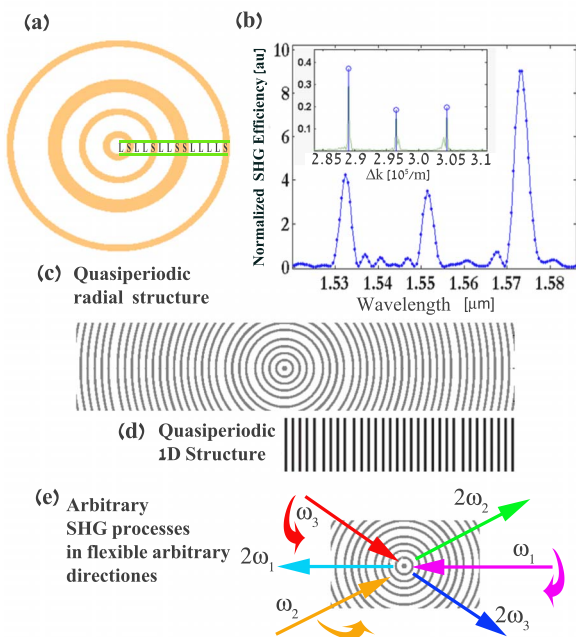 (a)
LSLLSLLSSLLLLS
(b)
Normalized SHG Efficiency [au]
10
8
6
4
2
0
0.4
0.3
0.2
0.1
2.85 2.9 2.95 3.0 3.05 3.1
Δk [10⁵/m]
1.53 1.54 1.55 1.56 1.57 1.58
Wavelength [μm]
(c) Quasiperiodic
radial structure
(d) Quasiperiodic
1D Structure
(e) Arbitrary
SHG processes
in flexible arbitrary
directiones
ω₃
2ω₂
2ω₁
ω₁
ω₂
2ω₃